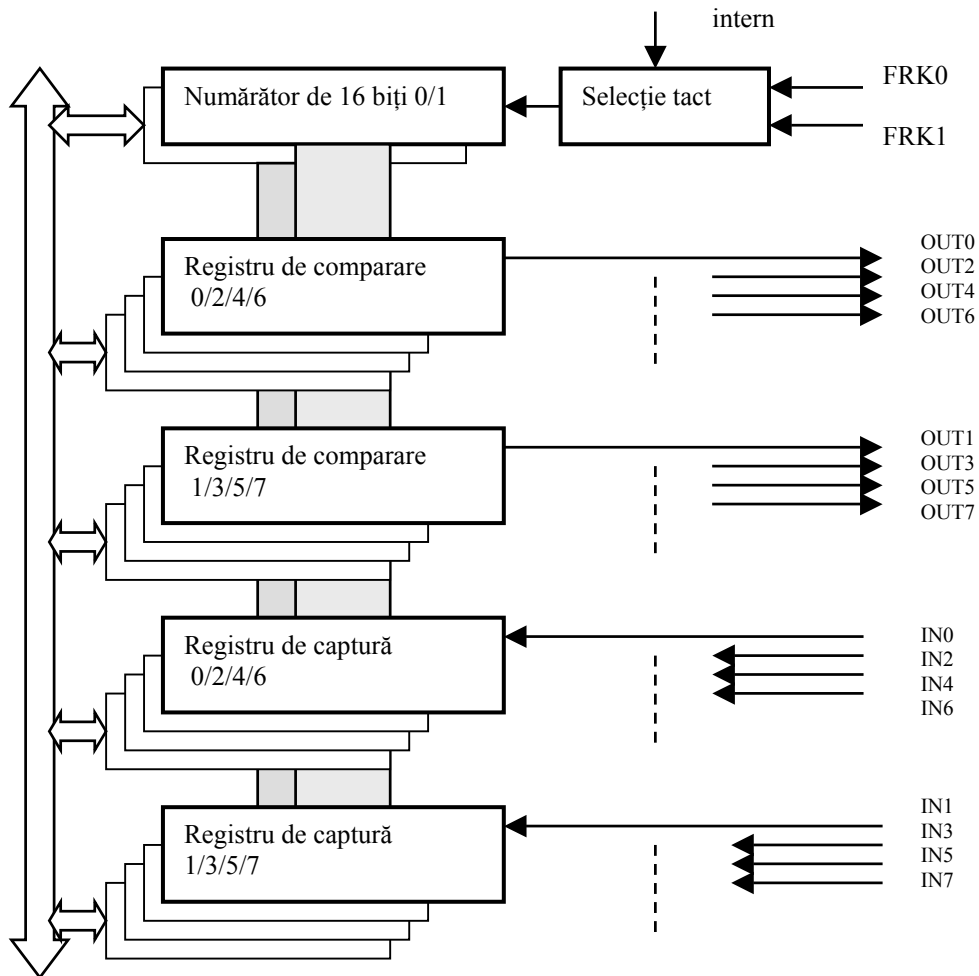 intern
Numărător de 16 biți 0/1
Selecție tact
FRK0
FRK1
Registru de comparare
0/2/4/6
OUT0
OUT2
OUT4
OUT6
Registru de comparare
1/3/5/7
OUT1
OUT3
OUT5
OUT7
Registru de captură
0/2/4/6
IN0
IN2
IN4
IN6
Registru de captură
1/3/5/7
IN1
IN3
IN5
IN7